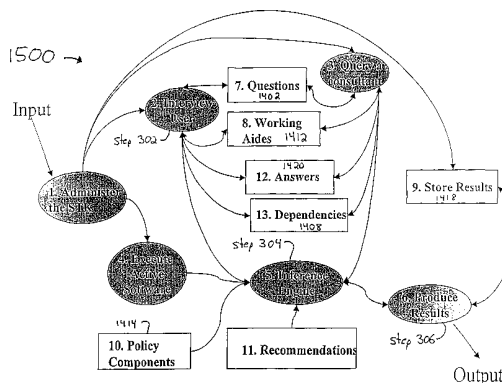 1500
Input
1. Administer
the STK
2. Interview
User
step 302
3. Query a
consultant
7. Questions
1402
8. Working
Aides 1412
1420
12. Answers
13. Dependencies
1408
9. Store Results
1418
step 304
4. Execute
Active
Software
5. Inference
Engine
6. Produce
Results
step 306
1414
10. Policy
Components
11. Recommendations
Output